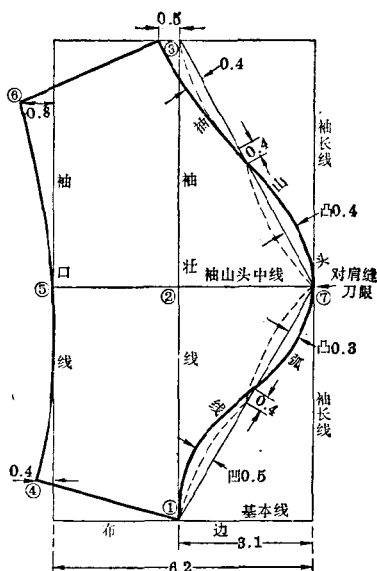 0.5
③
0.4
⑥
0.8
袖
0.4
袖长线
袖
袖
山
凸0.4
口
壮
袖山头中线
头
对肩缝
刀眼
⑤
②
⑦
线
线
弧
凸0.3
线
0.4
袖长线
0.4
凹0.5
④
①
基本线
布
边
3.1
6.2